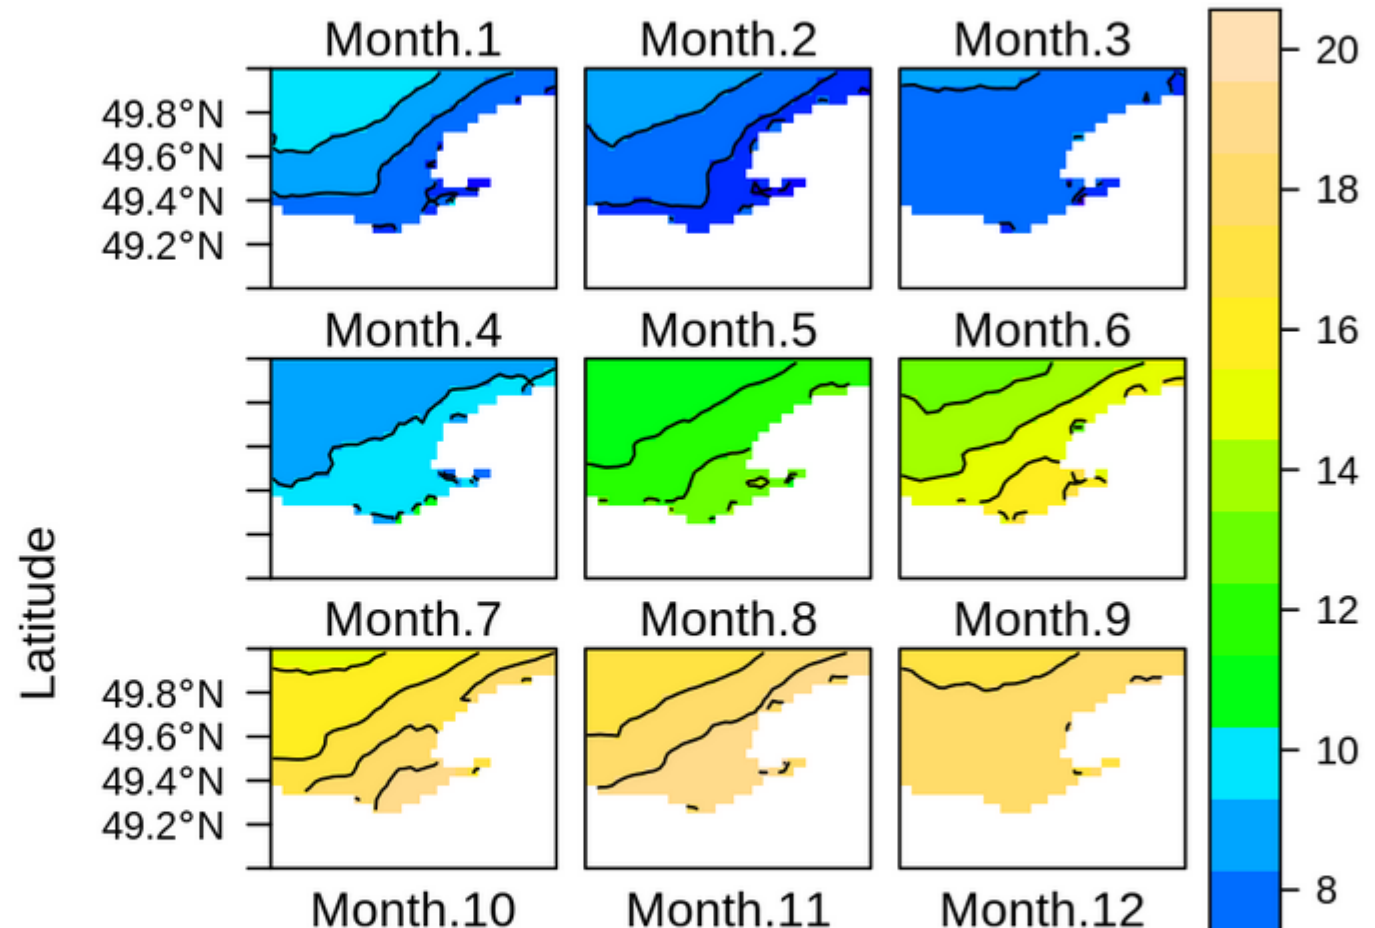 Month.1 Month.2 Month.3
49.8°N
49.6°N
49.4°N
49.2°N
Month.4 Month.5 Month.6
Month.7 Month.8 Month.9
49.8°N
49.6°N
49.4°N
49.2°N
Month.10 Month.11 Month.12
Latitude
20
18
16
14
12
10
8